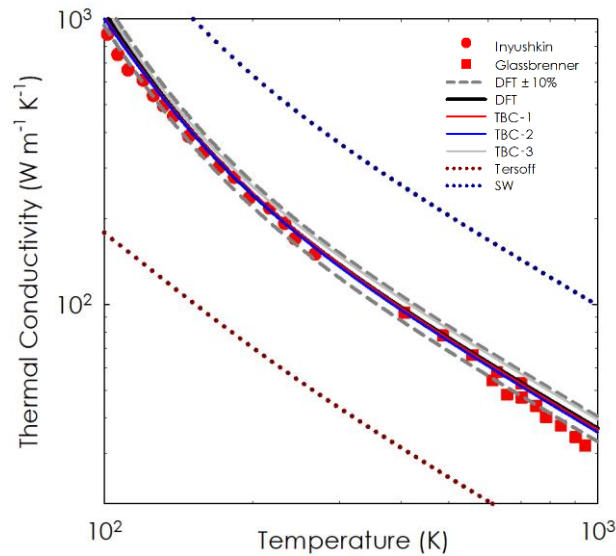 10³
Inyushkin
Glassbrenner
DFT ± 10%
DFT
TBC-1
TBC-2
TBC-3
Tersoff
SW
10²
Thermal Conductivity (W m⁻¹ K⁻¹)
10²
Temperature (K)
10³